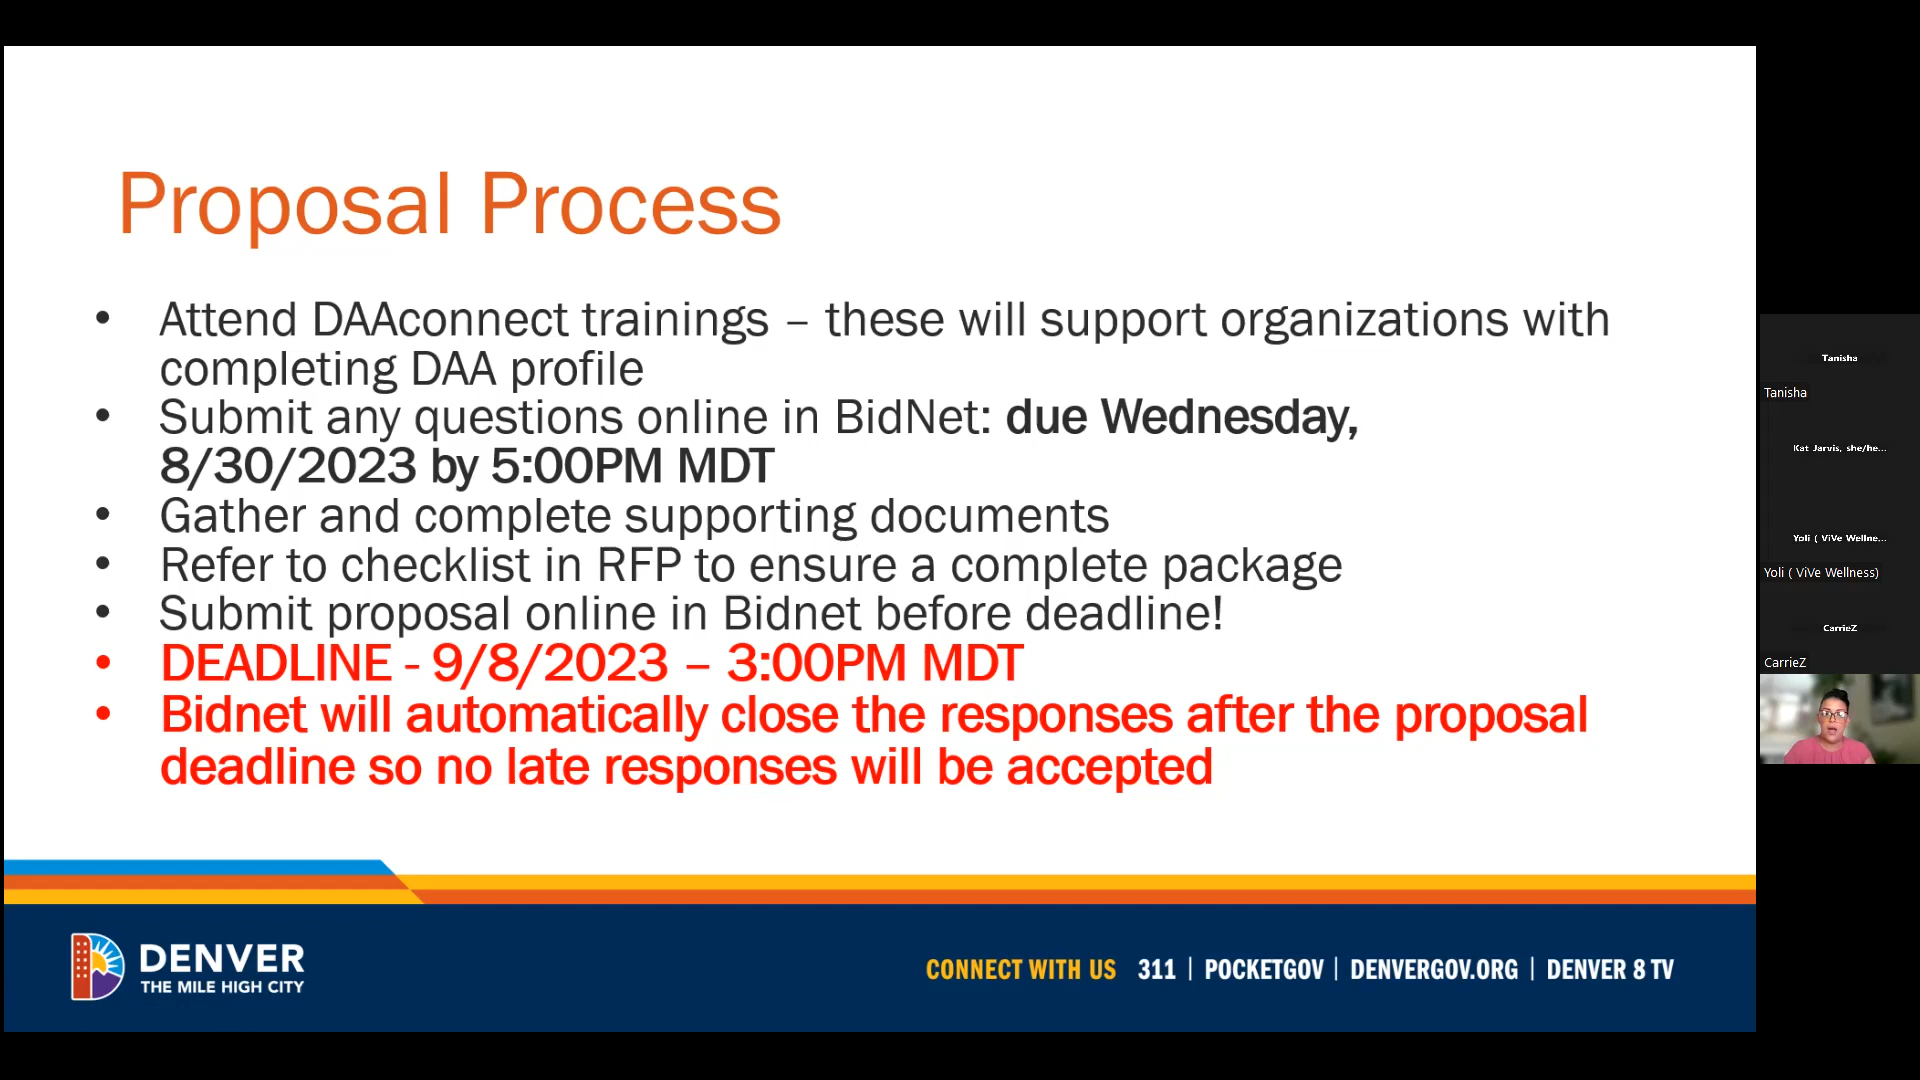 Proposal Process
• Attend DAAconnect trainings – these will support organizations with
completing DAA profile
• Submit any questions online in BidNet: due Wednesday,
8/30/2023 by 5:00PM MDT
• Gather and complete supporting documents
• Refer to checklist in RFP to ensure a complete package
• Submit proposal online in Bidnet before deadline!
• DEADLINE - 9/8/2023 – 3:00PM MDT
• Bidnet will automatically close the responses after the proposal
deadline so no late responses will be accepted
DENVER
THE MILE HIGH CITY
CONNECT WITH US 311 | POCKETGOV | DENVERGOV.ORG | DENVER 8 TV
Tanisha
Tanisha
Kat Jarvis, she/he...
Yoli ( ViVe Wellne...
Yoli ( ViVe Wellness)
CarrieZ
CarrieZ